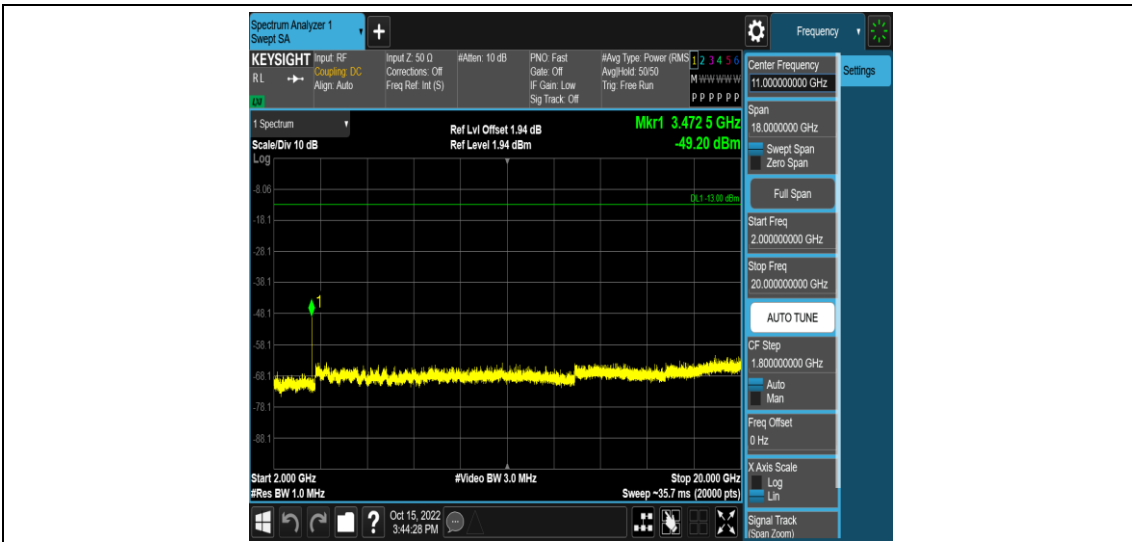 Spectrum Analyzer 1
Swept SA
+
Frequency
KEYSIGHT
RL
Input: RF
Coupling: DC
Align: Auto
Input Z: 50 Ω
Corrections: Off
Freq Ref: Int (S)
#Atten: 10 dB
PNO: Fast
Gate: Off
IF Gain: Low
Sig Track: Off
#Avg Type: Power (RMS
Avg|Hold: 50/50
Trig: Free Run
1 2 3 4 5 6
M W W W W W
P P P P P P
1 Spectrum
Scale/Div 10 dB
Log
Ref Lvl Offset 1.94 dB
Ref Level 1.94 dBm
Mkr1 3.472 5 GHz
-49.20 dBm
DL1 -13.00 dBm
-8.06
-18.1
-28.1
-38.1
-48.1
-58.1
-68.1
-78.1
-88.1
1
Start 2.000 GHz
#Res BW 1.0 MHz
#Video BW 3.0 MHz
Stop 20.000 GHz
Sweep ~35.7 ms (20000 pts)
Center Frequency
11.000000000 GHz
Settings
Span
18.0000000 GHz
Swept Span
Zero Span
Full Span
Start Freq
2.000000000 GHz
Stop Freq
20.000000000 GHz
AUTO TUNE
CF Step
1.800000000 GHz
Auto
Man
Freq Offset
0 Hz
X Axis Scale
Log
Lin
Signal Track
(Span Zoom)
?
Oct 15, 2022
3:44:28 PM